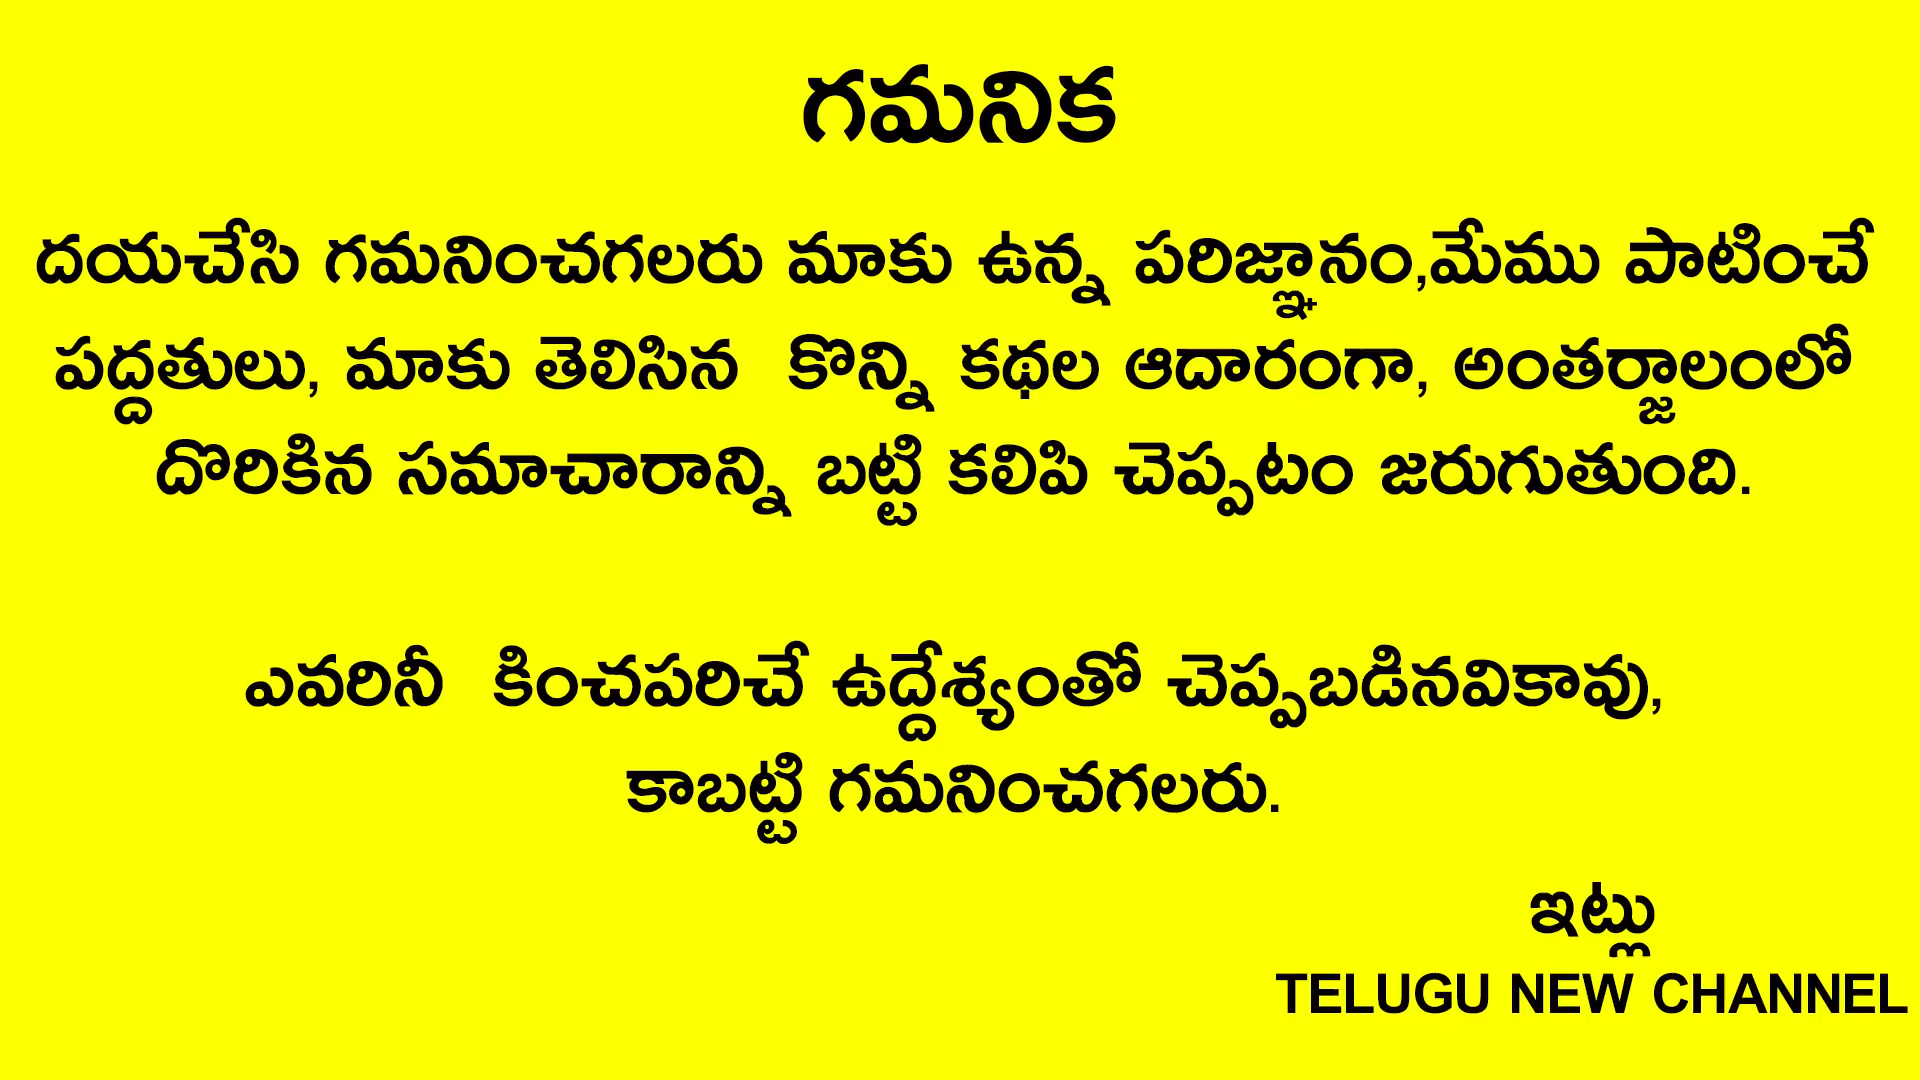 గమనిక
దయచేసి గమనించగలరు మాకు ఉన్న పరిజ్ఞానం,మేము పాటించే
పద్దతులు, మాకు తెలిసిన కొన్ని కథల ఆదారంగా, అంతర్జాలంలో
దొరికిన సమాచారాన్ని బట్టి కలిపి చెప్పటం జరుగుతుంది.
ఎవరినీ కించపరిచే ఉద్దేశ్యంతో చెప్పబడినవికావు,
కాబట్టి గమనించగలరు.
ఇట్లు
TELUGU NEW CHANNEL